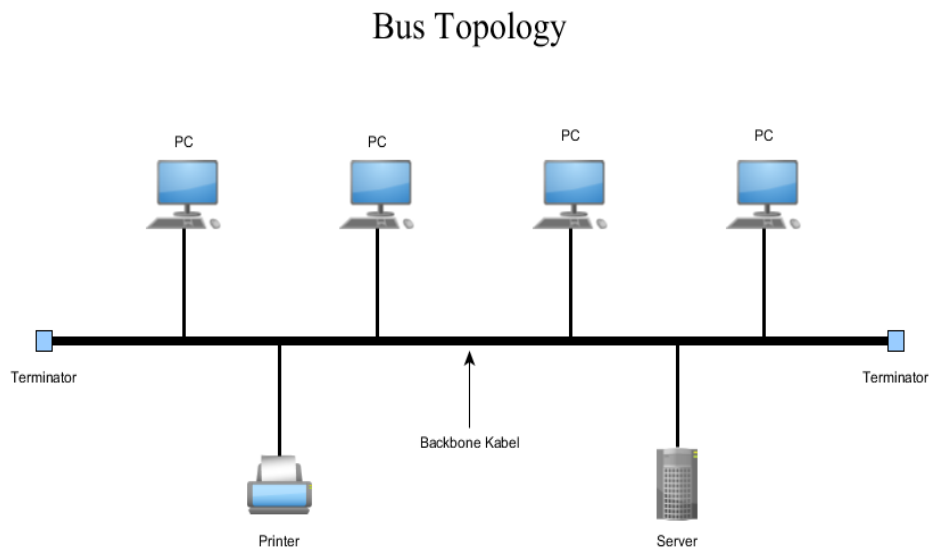 Bus Topology
PC
PC
PC
PC
Terminator
Terminator
Backbone Kabel
Printer
Server